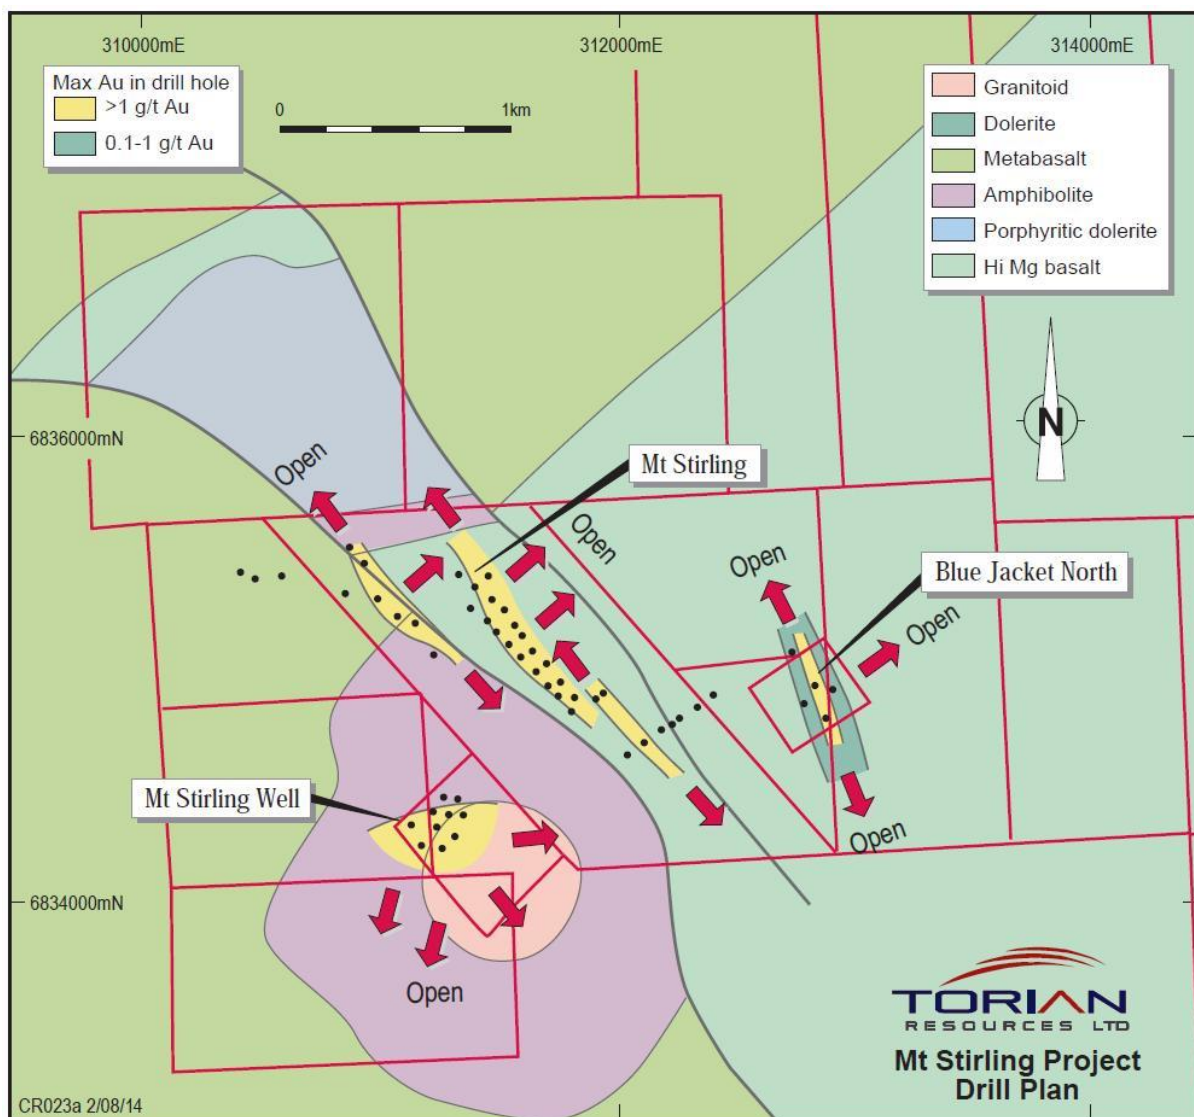 310000mE
312000mE
314000mE
Max Au in drill hole
>1 g/t Au
0.1-1 g/t Au
0
1km
Granitoid
Dolerite
Metabasalt
Amphibolite
Porphyritic dolerite
Hi Mg basalt
N
6836000mN
Open
Mt Stirling
Open
Open
Blue Jacket North
Open
Mt Stirling Well
Open
6834000mN
Open
TORIAN
RESOURCES LTD
Mt Stirling Project
Drill Plan
CR023a 2/08/14